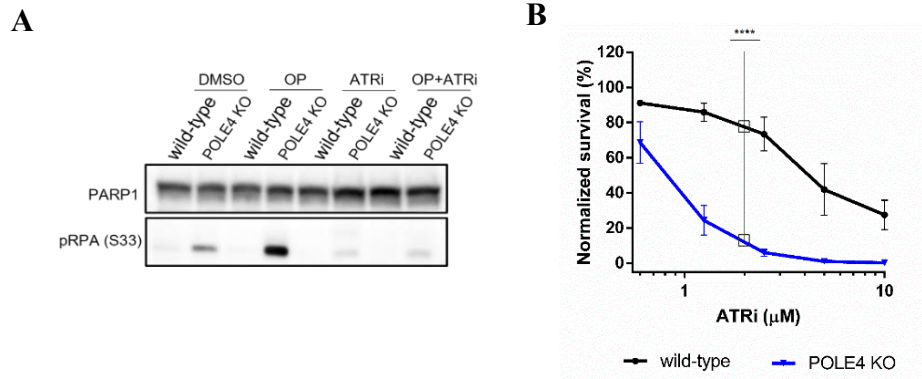 A
DMSO OP ATRi OP+ATRi
wild-type POLE4 KO wild-type POLE4 KO wild-type POLE4 KO wild-type POLE4 KO
PARP1
pRPA (S33)
B
****
120
100
80
60
40
20
0
Normalized survival (%)
1 10
ATRi (μM)
wild-type POLE4 KO